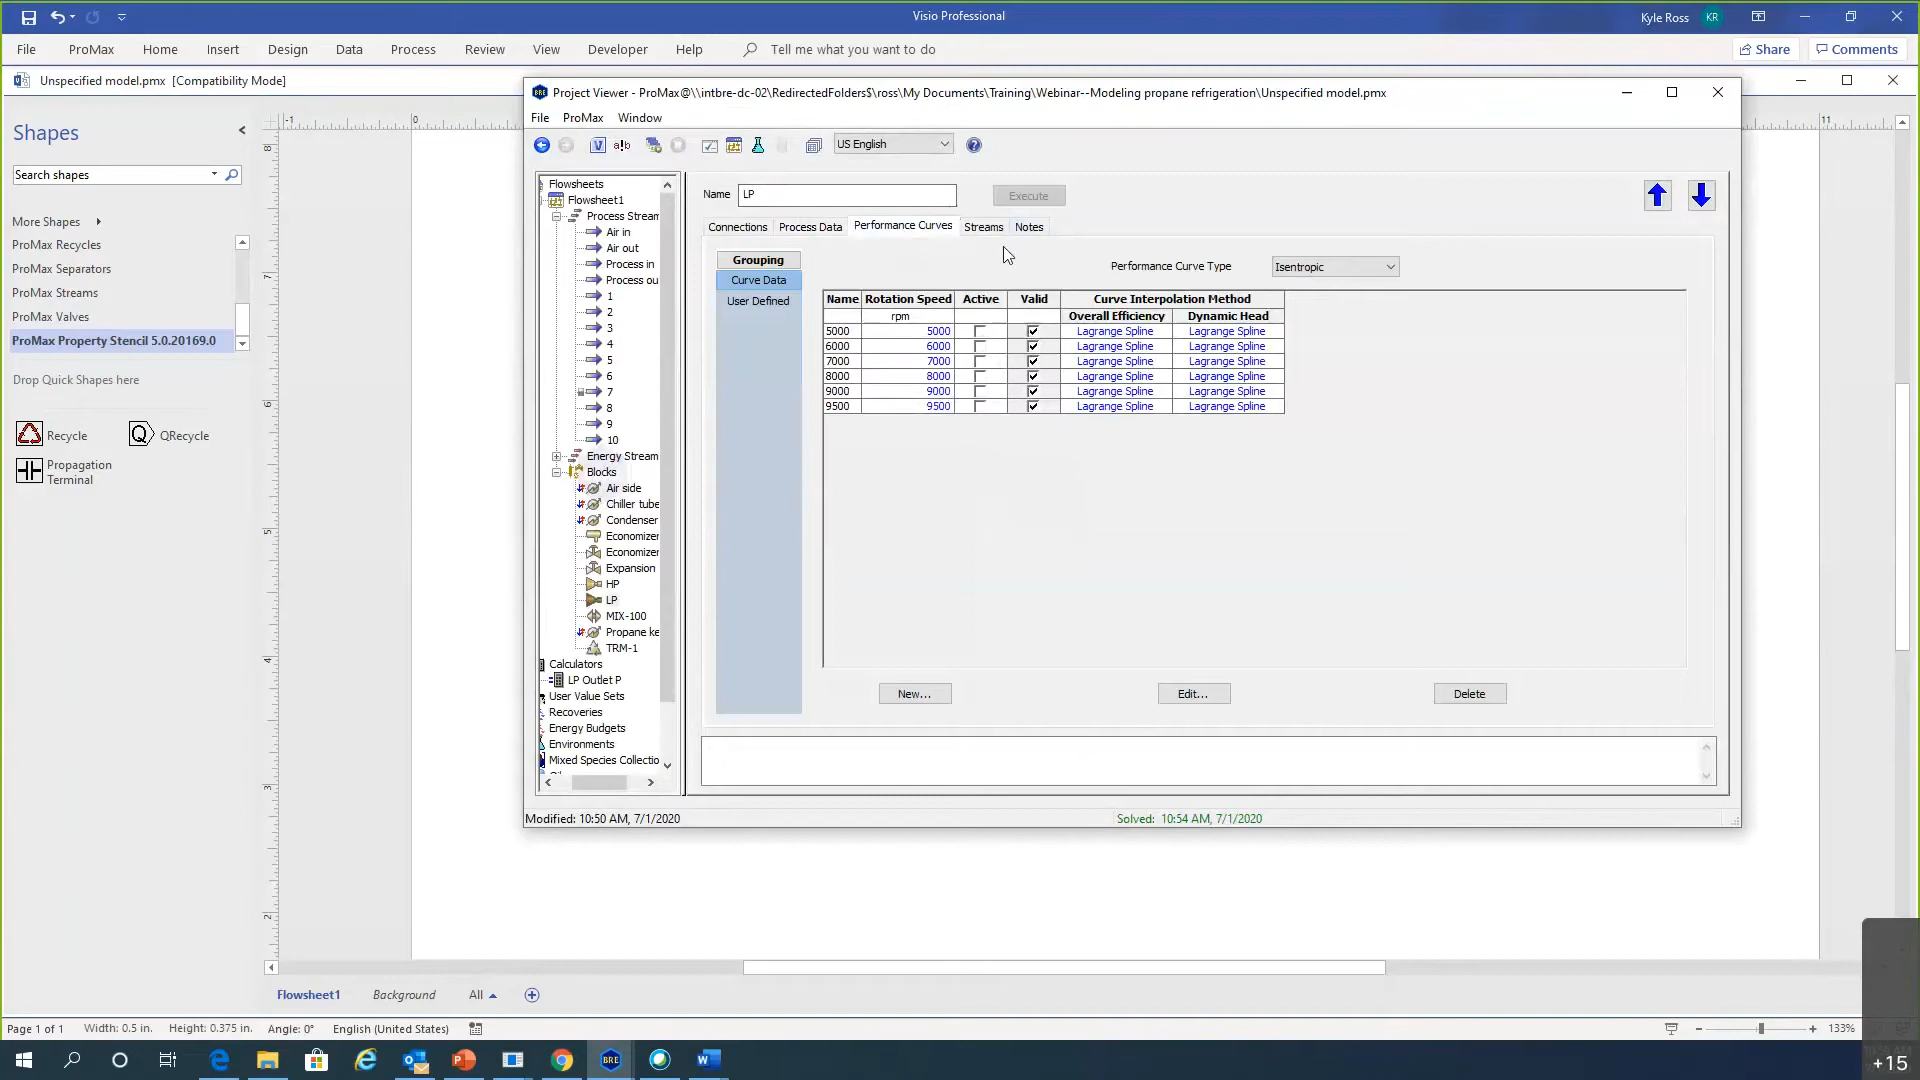 Visio Professional
Kyle Ross
KR
File
ProMax
Home
Insert
Design
Data
Process
Review
View
Developer
Help
Tell me what you want to do
Share
Comments
Unspecified model.pmx [Compatibility Mode]
Shapes
Search shapes
More Shapes
ProMax Recycles
ProMax Separators
ProMax Streams
ProMax Valves
ProMax Property Stencil 5.0.20169.0
Drop Quick Shapes here
Recycle
QRecycle
Propagation
Terminal
-1
0
11
8
7
6
5
4
3
2
Project Viewer - ProMax@\\intbre-dc-02\RedirectedFolders$\ross\My Documents\Training\Webinar--Modeling propane refrigeration\Unspecified model.pmx
File
ProMax
Window
US English
Flowsheets
Flowsheet1
Process Stream
Air in
Air out
Process in
Process ou
1
2
3
4
5
6
7
8
9
10
Energy Stream
Blocks
Air side
Chiller tube
Condenser
Economizer
Economizer
Expansion
HP
LP
MIX-100
Propane ke
TRM-1
Calculators
LP Outlet P
User Value Sets
Recoveries
Energy Budgets
Environments
Mixed Species Collectio
Name
LP
Execute
Connections
Process Data
Performance Curves
Streams
Notes
Grouping
Curve Data
User Defined
Performance Curve Type
Isentropic
Name Rotation Speed Active Valid Curve Interpolation Method
rpm Overall Efficiency Dynamic Head
5000 5000 Lagrange Spline Lagrange Spline
6000 6000 Lagrange Spline Lagrange Spline
7000 7000 Lagrange Spline Lagrange Spline
8000 8000 Lagrange Spline Lagrange Spline
9000 9000 Lagrange Spline Lagrange Spline
9500 9500 Lagrange Spline Lagrange Spline
New...
Edit...
Delete
Modified: 10:50 AM, 7/1/2020
Solved: 10:54 AM, 7/1/2020
Flowsheet1
Background
All
Page 1 of 1
Width: 0.5 in.
Height: 0.375 in.
Angle: 0°
English (United States)
133%
BRE
+15